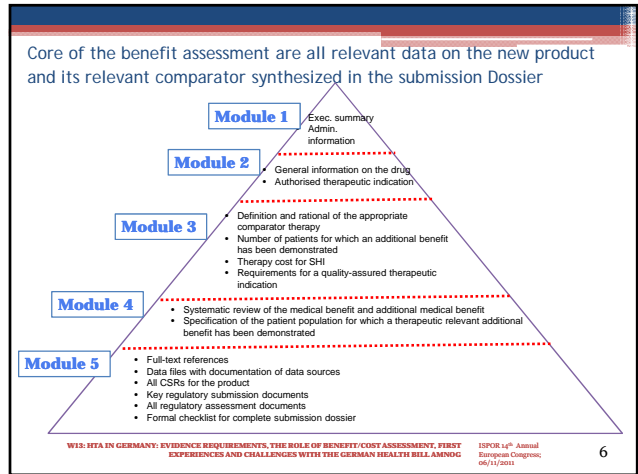 Core of the benefit assessment are all relevant data on the new product
and its relevant comparator synthesized in the submission Dossier
Module 1
Exec. summary
Admin.
information
Module 2
• General information on the drug
• Authorised therapeutic indication
Module 3
• Definition and rational of the appropriate
comparator therapy
• Number of patients for which an additional benefit
has been demonstrated
• Therapy cost for SHI
• Requirements for a quality-assured therapeutic
indication
Module 4
• Systematic review of the medical benefit and additional medical benefit
• Specification of the patient population for which a therapeutic relevant additional
benefit has been demonstrated
Module 5
• Full-text references
• Data files with documentation of data sources
• All CSRs for the product
• Key regulatory submission documents
• All regulatory assessment documents
• Formal checklist for complete submission dossier
W13: HTA IN GERMANY: EVIDENCE REQUIREMENTS, THE ROLE OF BENEFIT/COST ASSESSMENT, FIRST
EXPERIENCES AND CHALLENGES WITH THE GERMAN HEALTH BILL AMNOG
ISPOR 14th Annual
European Congress;
06/11/2011
6